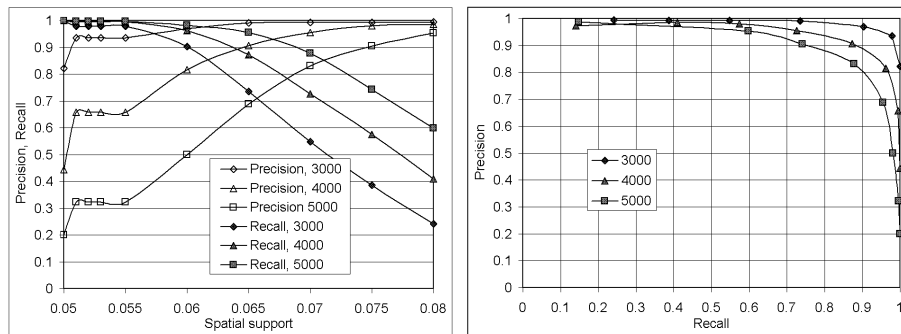 Precision, Recall
1
0.9
0.8
0.7
0.6
0.5
0.4
0.3
0.2
0.1
0
0.05 0.055 0.06 0.065 0.07 0.075 0.08
Spatial support
Precision, 3000
Precision, 4000
Precision 5000
Recall, 3000
Recall, 4000
Recall, 5000
Precision
1
0.9
0.8
0.7
0.6
0.5
0.4
0.3
0.2
0.1
0
0 0.1 0.2 0.3 0.4 0.5 0.6 0.7 0.8 0.9 1
Recall
3000
4000
5000